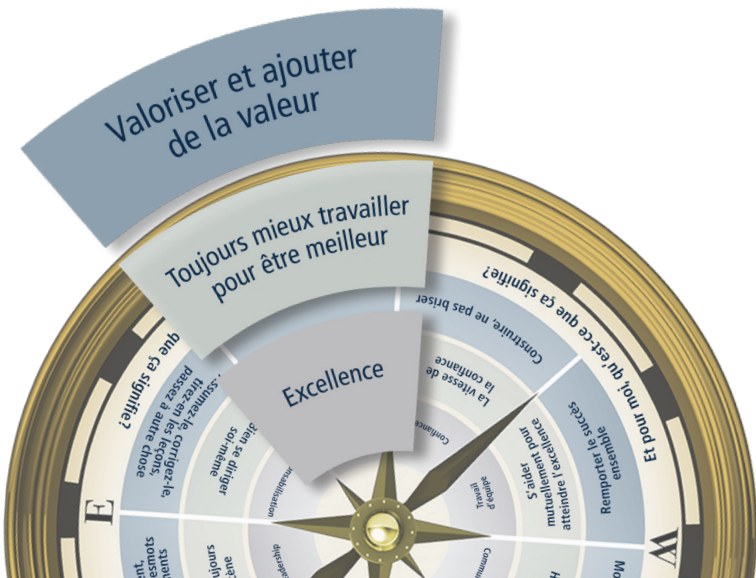 Valoriser et ajouter
de la valeur
Toujours mieux travailler
pour être meilleur
Excellence
Et pour moi, qu'est-ce que ça signifie?
Construire, ne pas briser
La vitesse de
la confiance
Confiance
Remporter le succès
ensemble
S'aider
mutuellement pour
atteindre l'excellence
Travail
d'équipe
que ça signifie?
corrigez-le,
tirez-en les leçons,
passez à autre chose
Bien se diriger
soi-même
E
W